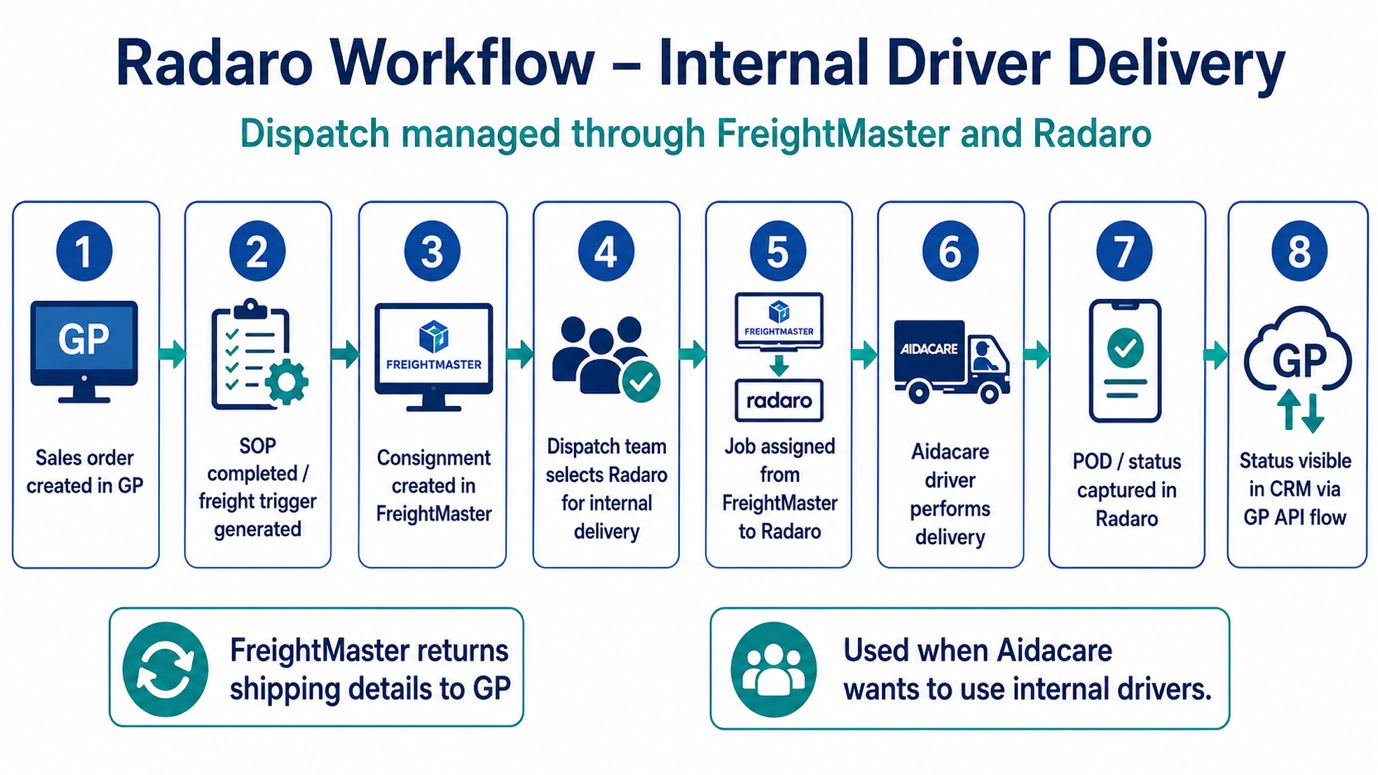 Radaro Workflow – Internal Driver Delivery
Dispatch managed through FreightMaster and Radaro
1
GP
Sales order
created in GP
2
SOP
completed /
freight trigger
generated
3
FREIGHTMASTER
Consignment
created in
FreightMaster
4
Dispatch team
selects Radaro
for internal
delivery
5
FREIGHTMASTER
radaro
Job assigned
from
FreightMaster
to Radaro
6
AIDACARE
Aidacare
driver
performs
delivery
7
POD / status
captured in
Radaro
8
GP
Status visible
in CRM via
GP API flow
FreightMaster returns
shipping details to GP
Used when Aidacare
wants to use internal drivers.